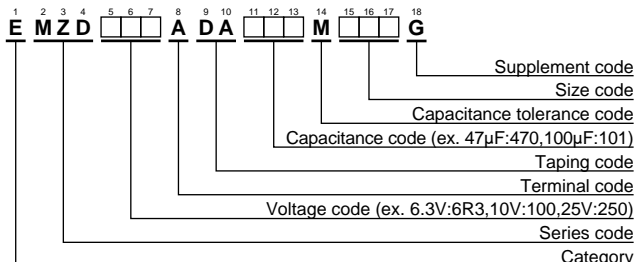 1 2 3 4 5 6 7 8 9 10 11 12 13 14 15 16 17 18
E M Z D A D A M G
Supplement code
Size code
Capacitance tolerance code
Capacitance code (ex. 47µF:470,100µF:101)
Taping code
Terminal code
Voltage code (ex. 6.3V:6R3,10V:100,25V:250)
Series code
Category